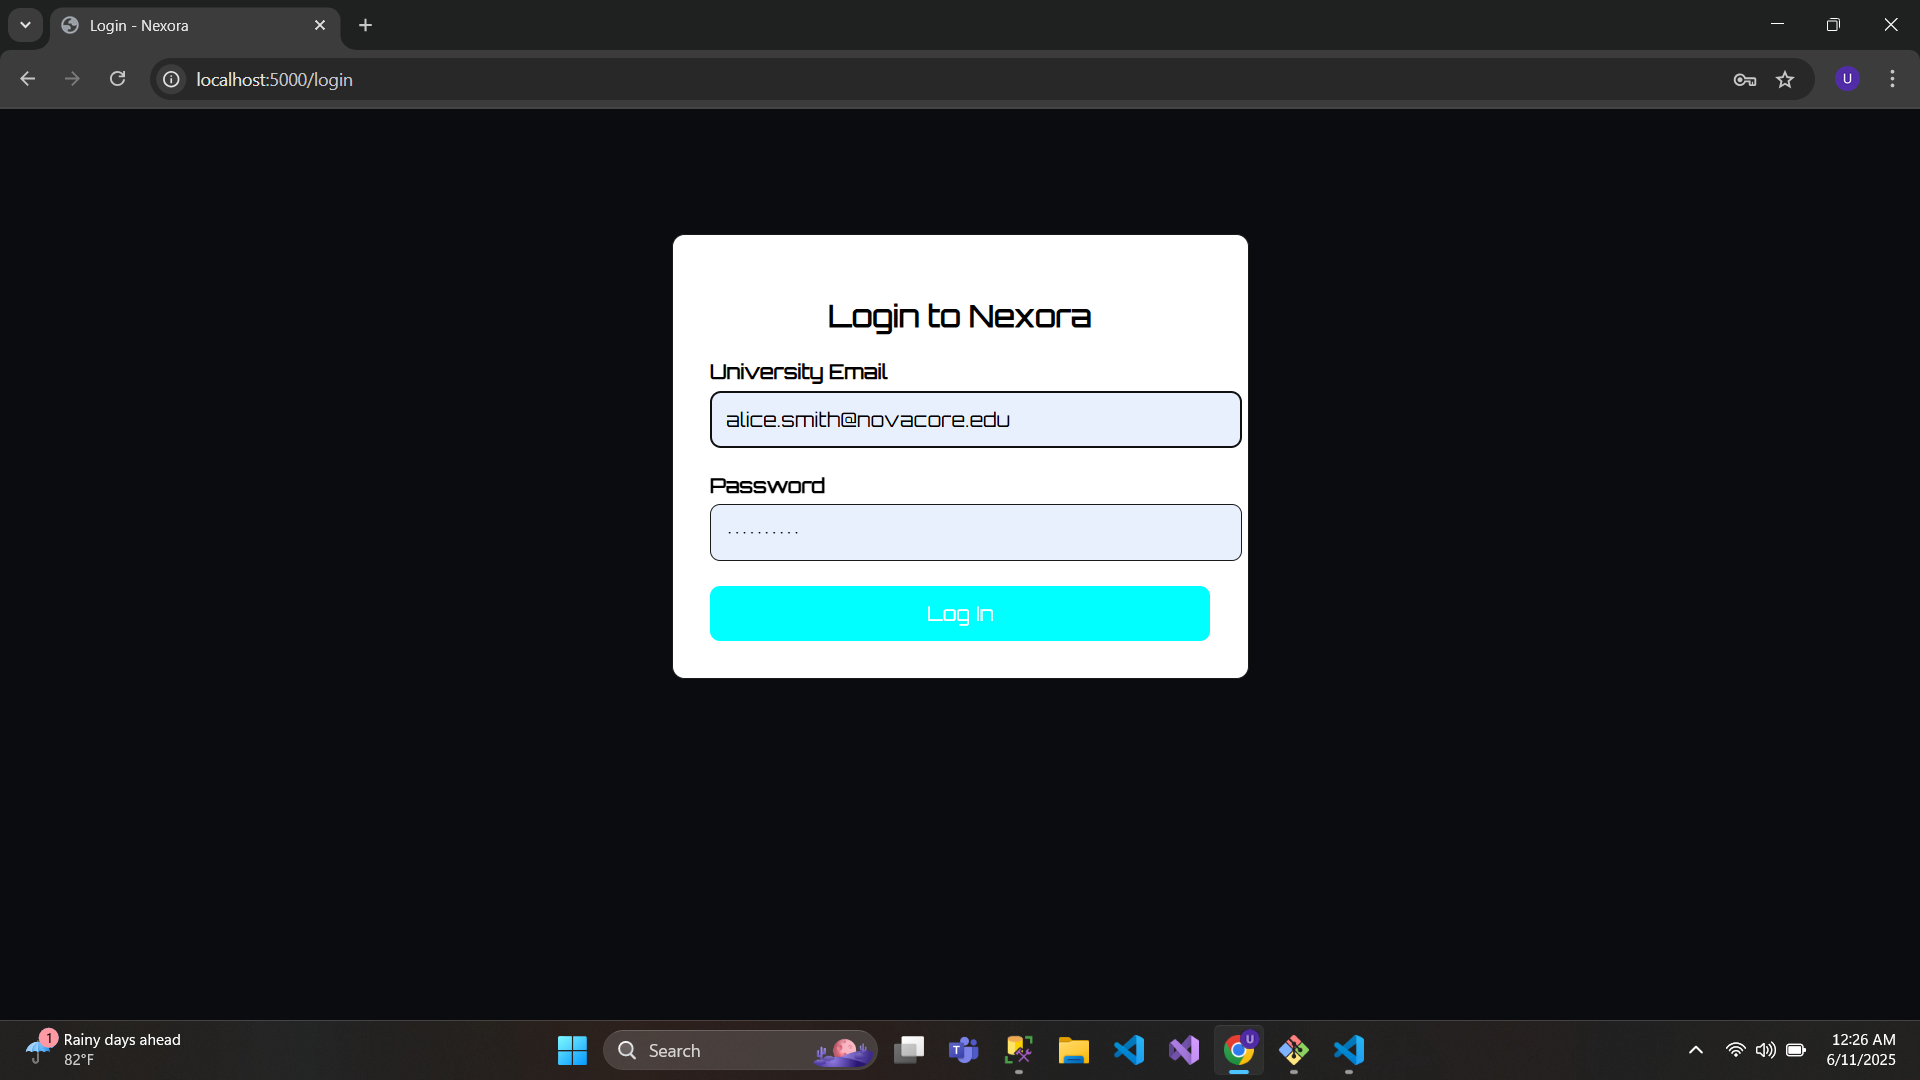 Login - Nexora
localhost:5000/login
U
Login to Nexora
University Email
alice.smith@novacore.edu
Password
Log In
1
Rainy days ahead
82°F
Search
T
U
12:26 AM
6/11/2025